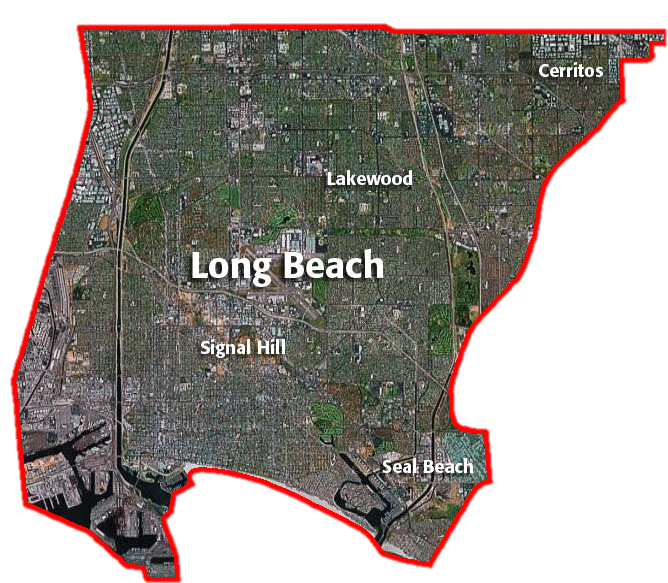 Cerritos
Lakewood
Long Beach
Signal Hill
Seal Beach